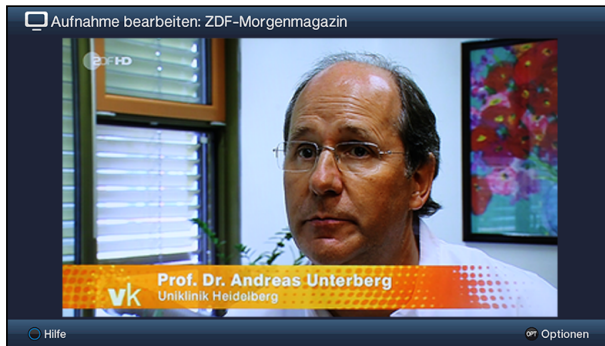 Aufnahme bearbeiten: ZDF-Morgenmagazin
ZDFHD
Prof. Dr. Andreas Unterberg
vk Uniklinik Heidelberg
Hilfe
OPT Optionen